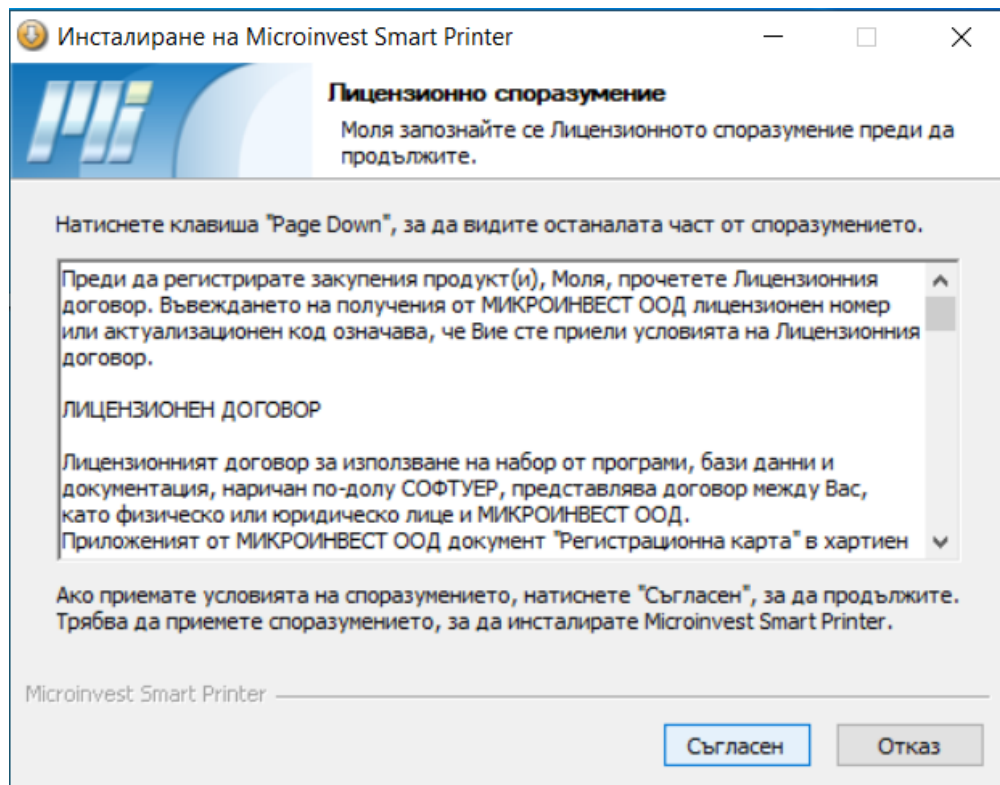 Инсталиране на Microinvest Smart Printer
Лицензионно споразумение
Моля запознайте се Лицензионното споразумение преди да
продължите.
Натиснете клавиша "Page Down", за да видите останалата част от споразумението.
Преди да регистрирате закупения продукт(и), Моля, прочетете Лицензионния
договор. Въвеждането на получения от МИКРОИНВЕСТ ООД лицензионен номер
или актуализационен код означава, че Вие сте приели условията на Лицензионния
договор.
ЛИЦЕНЗИОНЕН ДОГОВОР
Лицензионният договор за използване на набор от програми, бази данни и
документация, наричан по-долу СОФТУЕР, представлява договор между Вас,
като физическо или юридическо лице и МИКРОИНВЕСТ ООД.
Приложеният от МИКРОИНВЕСТ ООД документ "Регистрационна карта" в хартиен
Ако приемате условията на споразумението, натиснете "Съгласен", за да продължите.
Трябва да приемете споразумението, за да инсталирате Microinvest Smart Printer.
Microinvest Smart Printer
Съгласен
Отказ